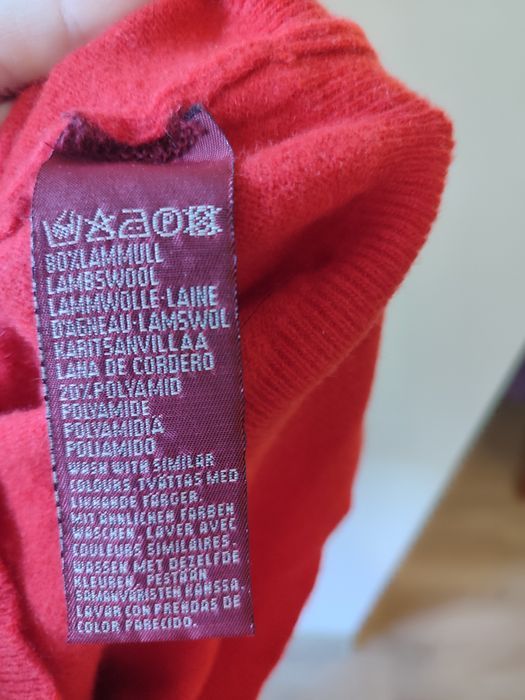 80% LAMMULL
LAMBSWOOL
LAMMWOLLE·LAINE
D'AGNEAU·LAMSWOL
KARITSANVILLAA
LANA DE CORDERO
20% POLYAMID
POLYAMIDE
POLYAMIDIA
POLIAMIDO
WASH WITH SIMILAR
COLOURS. TVÄTTAS MED
LIKNANDE FÄRGER.
MIT ÄHNLICHEN FARBEN
WASCHEN. LAVER AVEC
COULEURS SIMILAIRES.
WASSEN MET DEZELFDE
KLEUREN. PESTÄÄN
SAMANVÄRISTEN KANSSA.
LAVAR CON PRENDAS DE
COLOR PARECIDO.